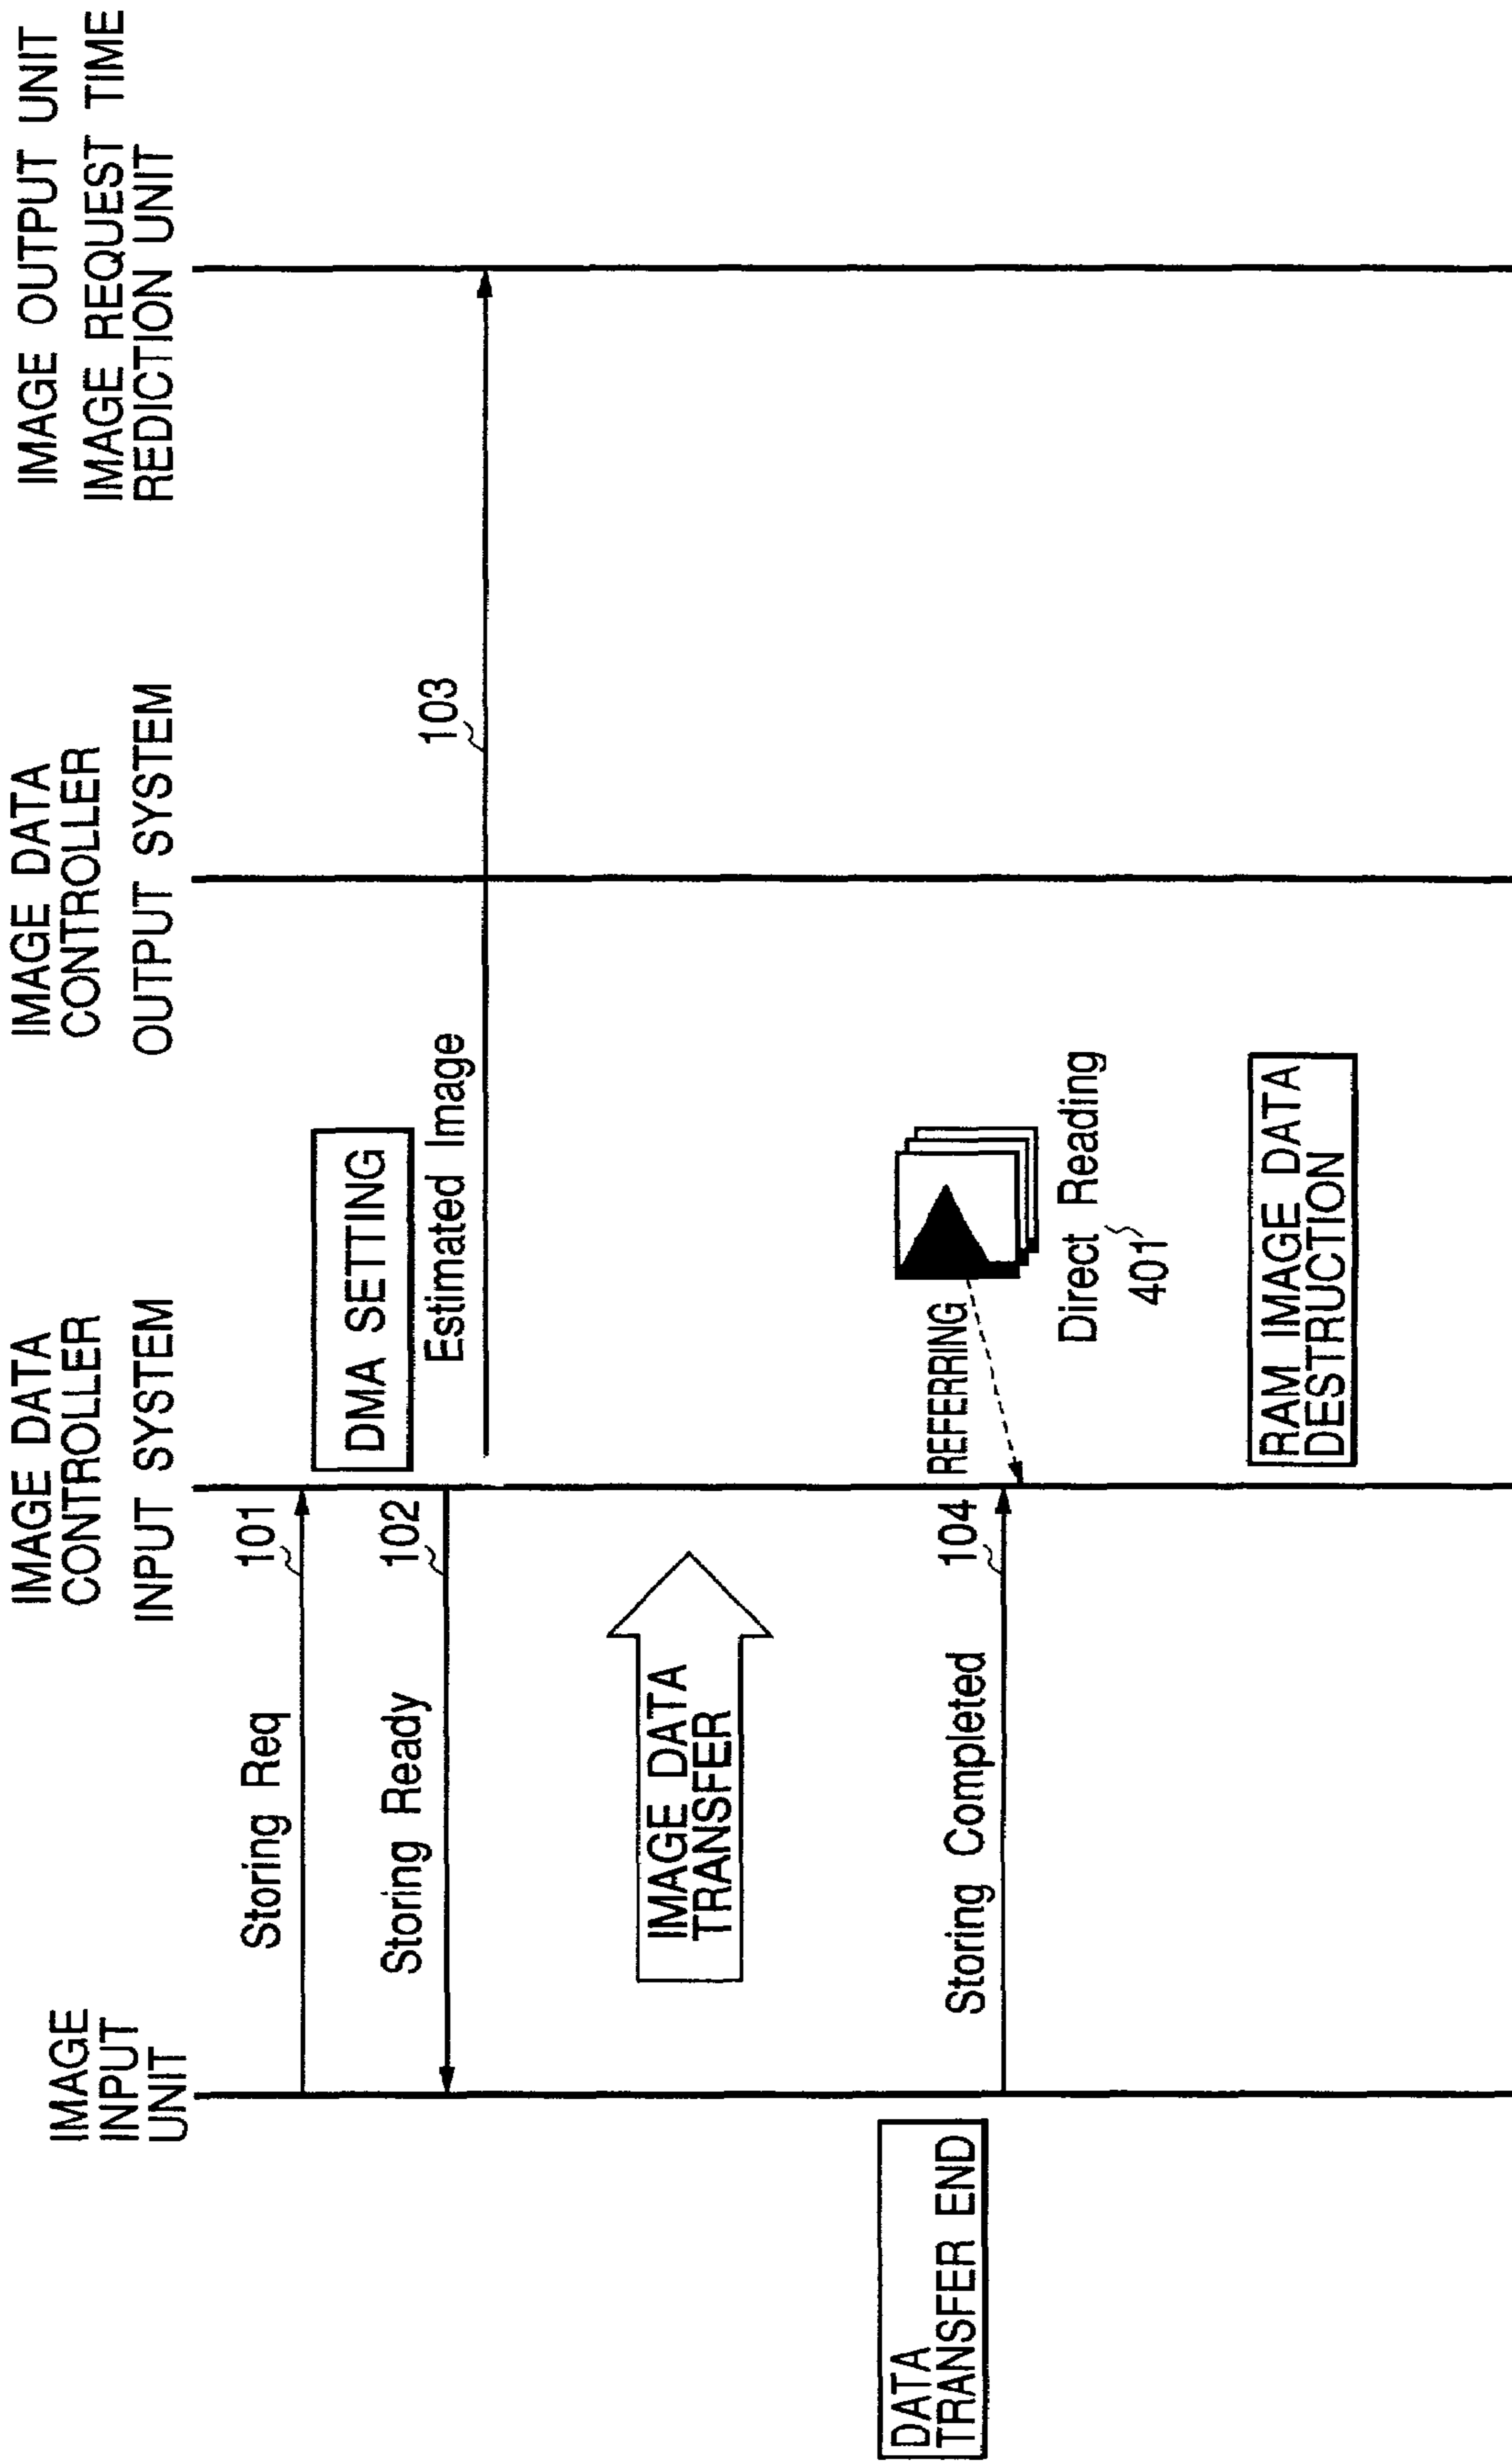 IMAGE
INPUT
UNIT
IMAGE DATA
CONTROLLER
INPUT SYSTEM
IMAGE DATA
CONTROLLER
OUTPUT SYSTEM
IMAGE OUTPUT UNIT
IMAGE REQUEST TIME
REDICTION UNIT
Storing Req
101
DMA SETTING
Storing Ready
102
Estimated Image
103
IMAGE DATA
TRANSFER
DATA
TRANSFER END
Storing Completed
104
REFERRING
Direct Reading
401
RAM IMAGE DATA
DESTRUCTION